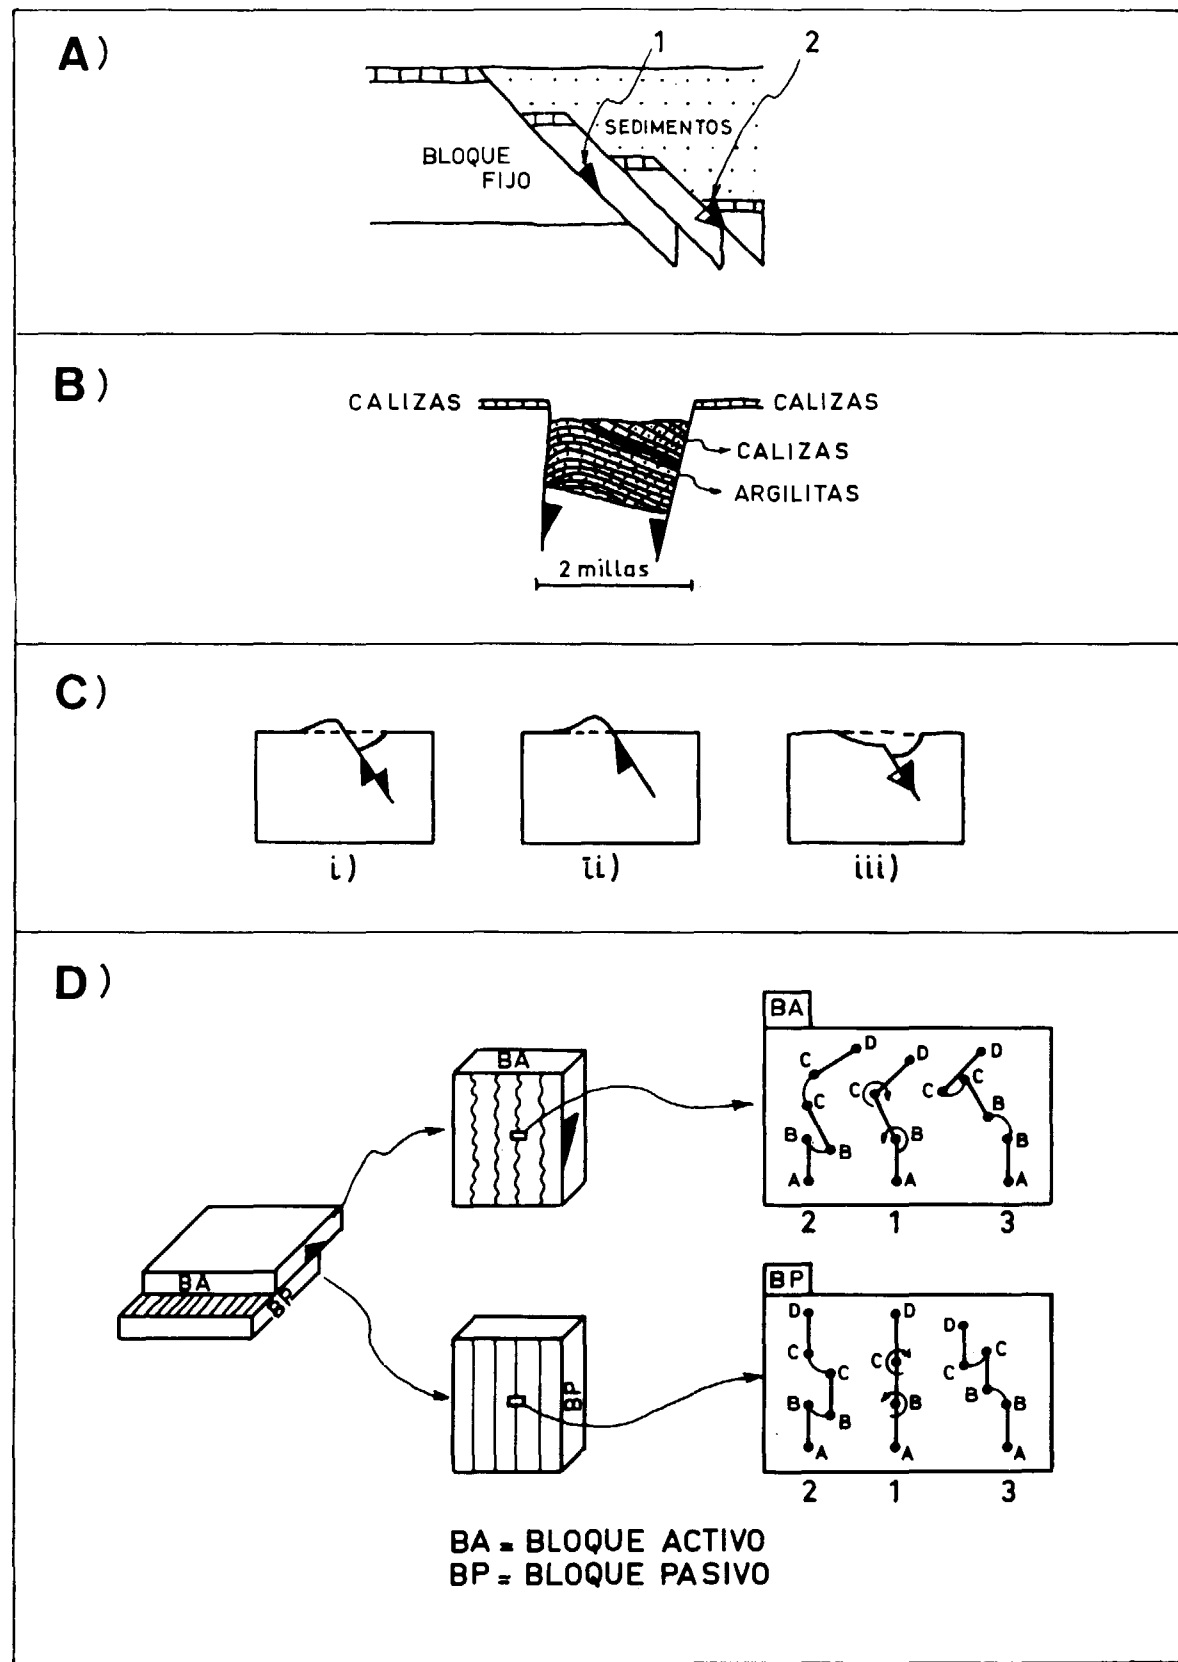 A)
1 2
SEDIMENTOS
BLOQUE
FIJO
B)
CALIZAS CALIZAS
CALIZAS
ARGILITAS
2 millas
C)
i) ii) iii)
D)
BA
BP
BA
BA
D D D
C C C
C C
B B B B B
A A A
2 1 3
BP
BP
D D D
C C C
C C
B B B B B
A A A
2 1 3
BA = BLOQUE ACTIVO
BP = BLOQUE PASIVO